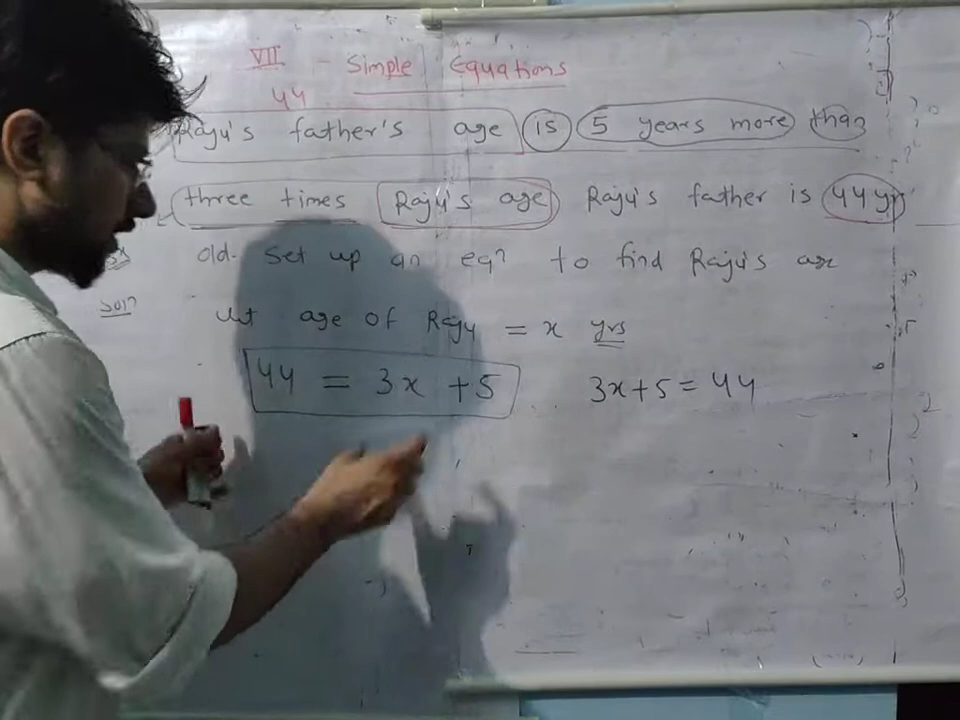 VII - Simple Equations
44
Raju's father's age is 5 years more than
three times Raju's age Raju's father is 44 yr
old. Set up an eqn to find Raju's age
Soln Let age of Raju = x yrs
44 = 3x + 5 3x + 5 = 44